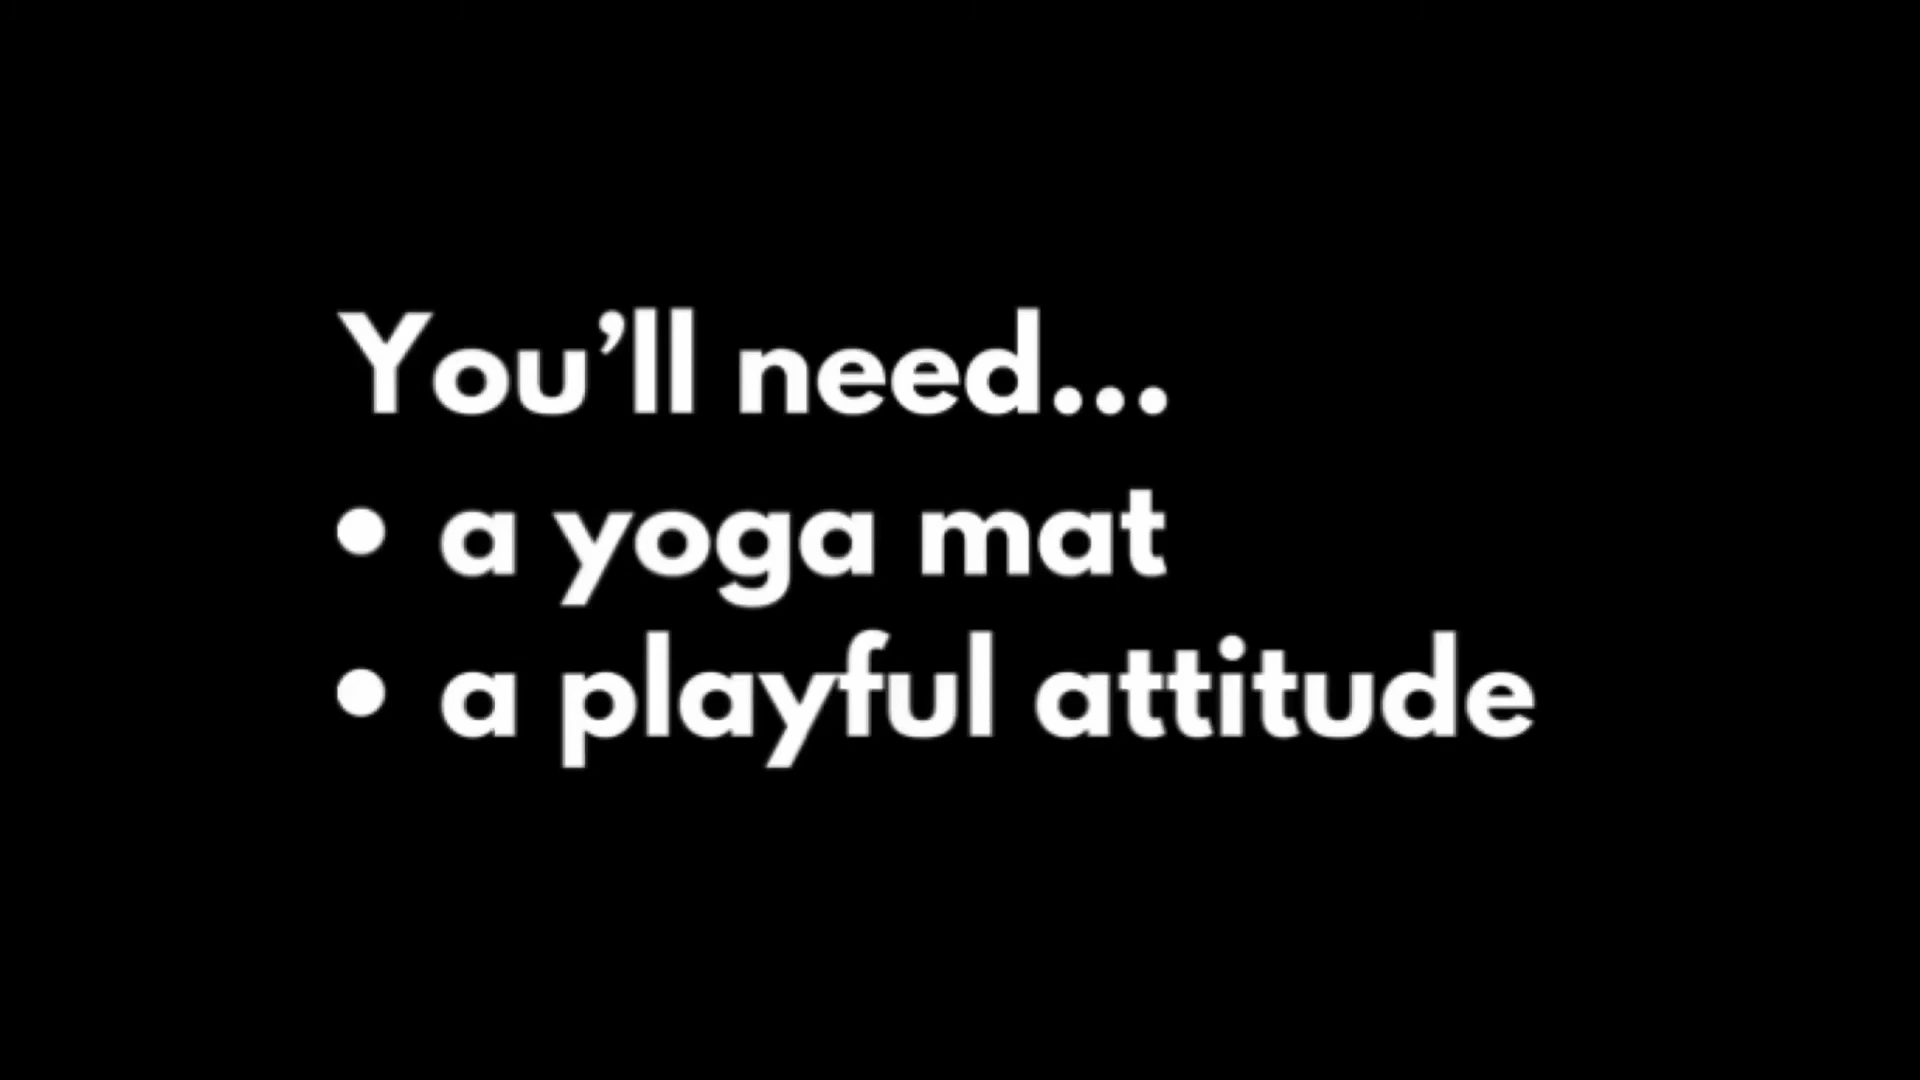 You’ll need...
• a yoga mat
• a playful attitude